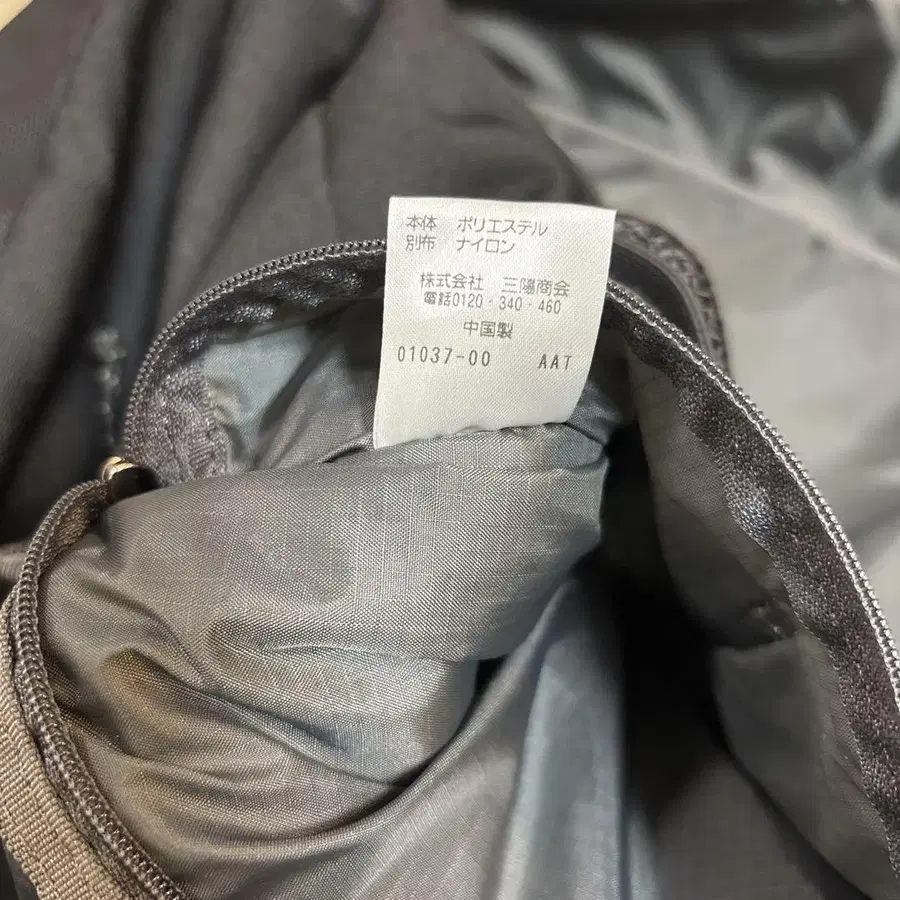 本体 ポリエステル
別布 ナイロン
株式会社 三陽商会
電話0120・340・460
中国製
01037-00 AAT